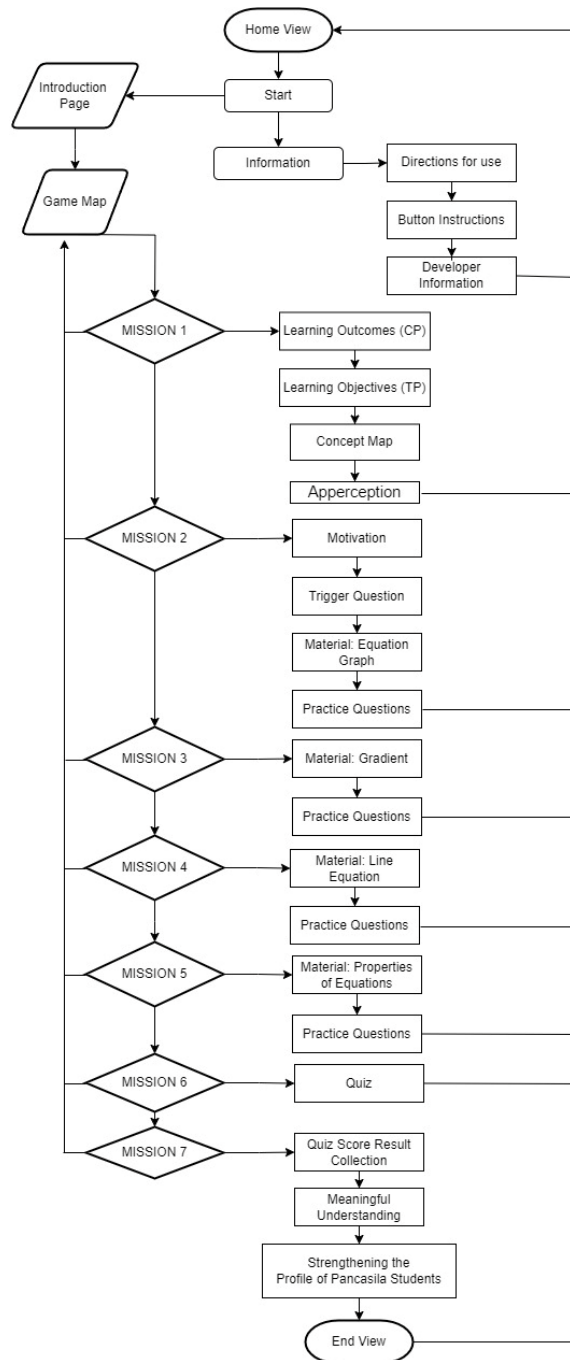 Home View
Introduction
Page
Start
Information
Directions for use
Game Map
Button Instructions
Developer
Information
MISSION 1
Learning Outcomes (CP)
Learning Objectives (TP)
Concept Map
Apperception
MISSION 2
Motivation
Trigger Question
Material: Equation
Graph
Practice Questions
MISSION 3
Material: Gradient
Practice Questions
MISSION 4
Material: Line
Equation
Practice Questions
MISSION 5
Material: Properties
of Equations
Practice Questions
MISSION 6
Quiz
MISSION 7
Quiz Score Result
Collection
Meaningful
Understanding
Strengthening the
Profile of Pancasila Students
End View